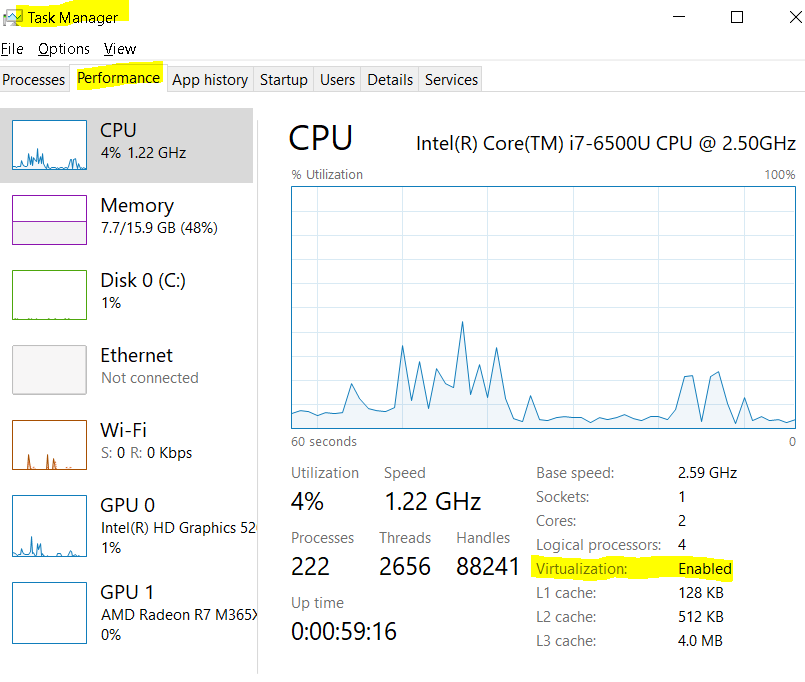 Task Manager
File Options View
Processes Performance App history Startup Users Details Services
CPU
4% 1.22 GHz
Memory
7.7/15.9 GB (48%)
Disk 0 (C:)
1%
Ethernet
Not connected
Wi-Fi
S: 0 R: 0 Kbps
GPU 0
Intel(R) HD Graphics 52
1%
GPU 1
AMD Radeon R7 M365X
0%
CPU Intel(R) Core(TM) i7-6500U CPU @ 2.50GHz
% Utilization 100%
60 seconds 0
Utilization Speed
4% 1.22 GHz
Processes Threads Handles
222 2656 88241
Up time
0:00:59:16
Base speed: 2.59 GHz
Sockets: 1
Cores: 2
Logical processors: 4
Virtualization: Enabled
L1 cache: 128 KB
L2 cache: 512 KB
L3 cache: 4.0 MB